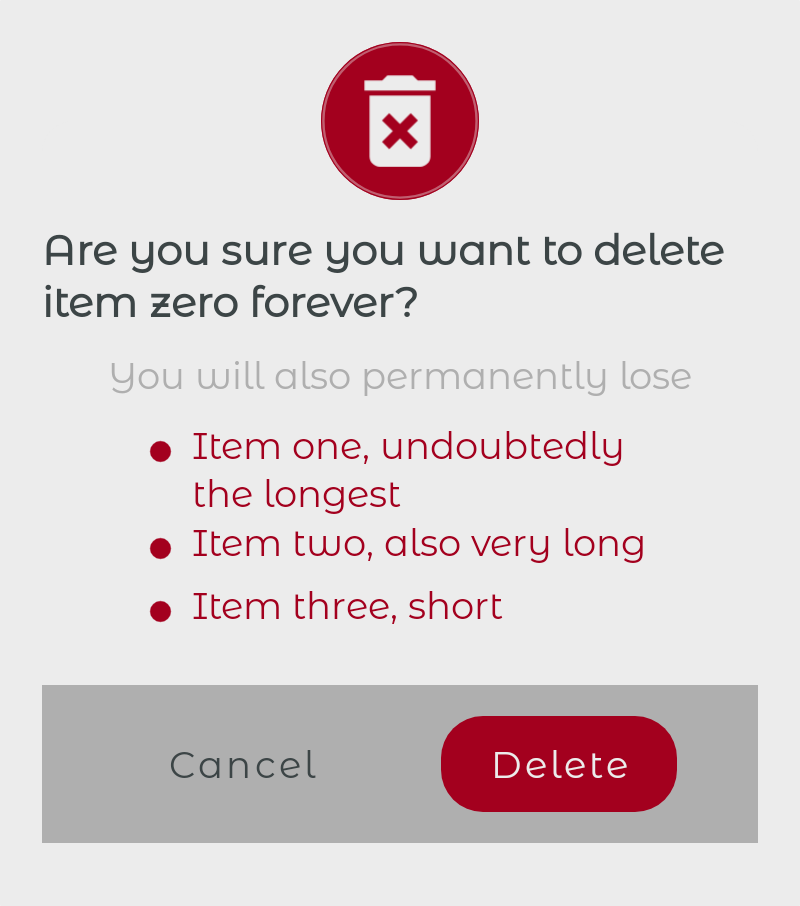 Are you sure you want to delete
item zero forever?
You will also permanently lose
Item one, undoubtedly
the longest
Item two, also very long
Item three, short
Cancel
Delete